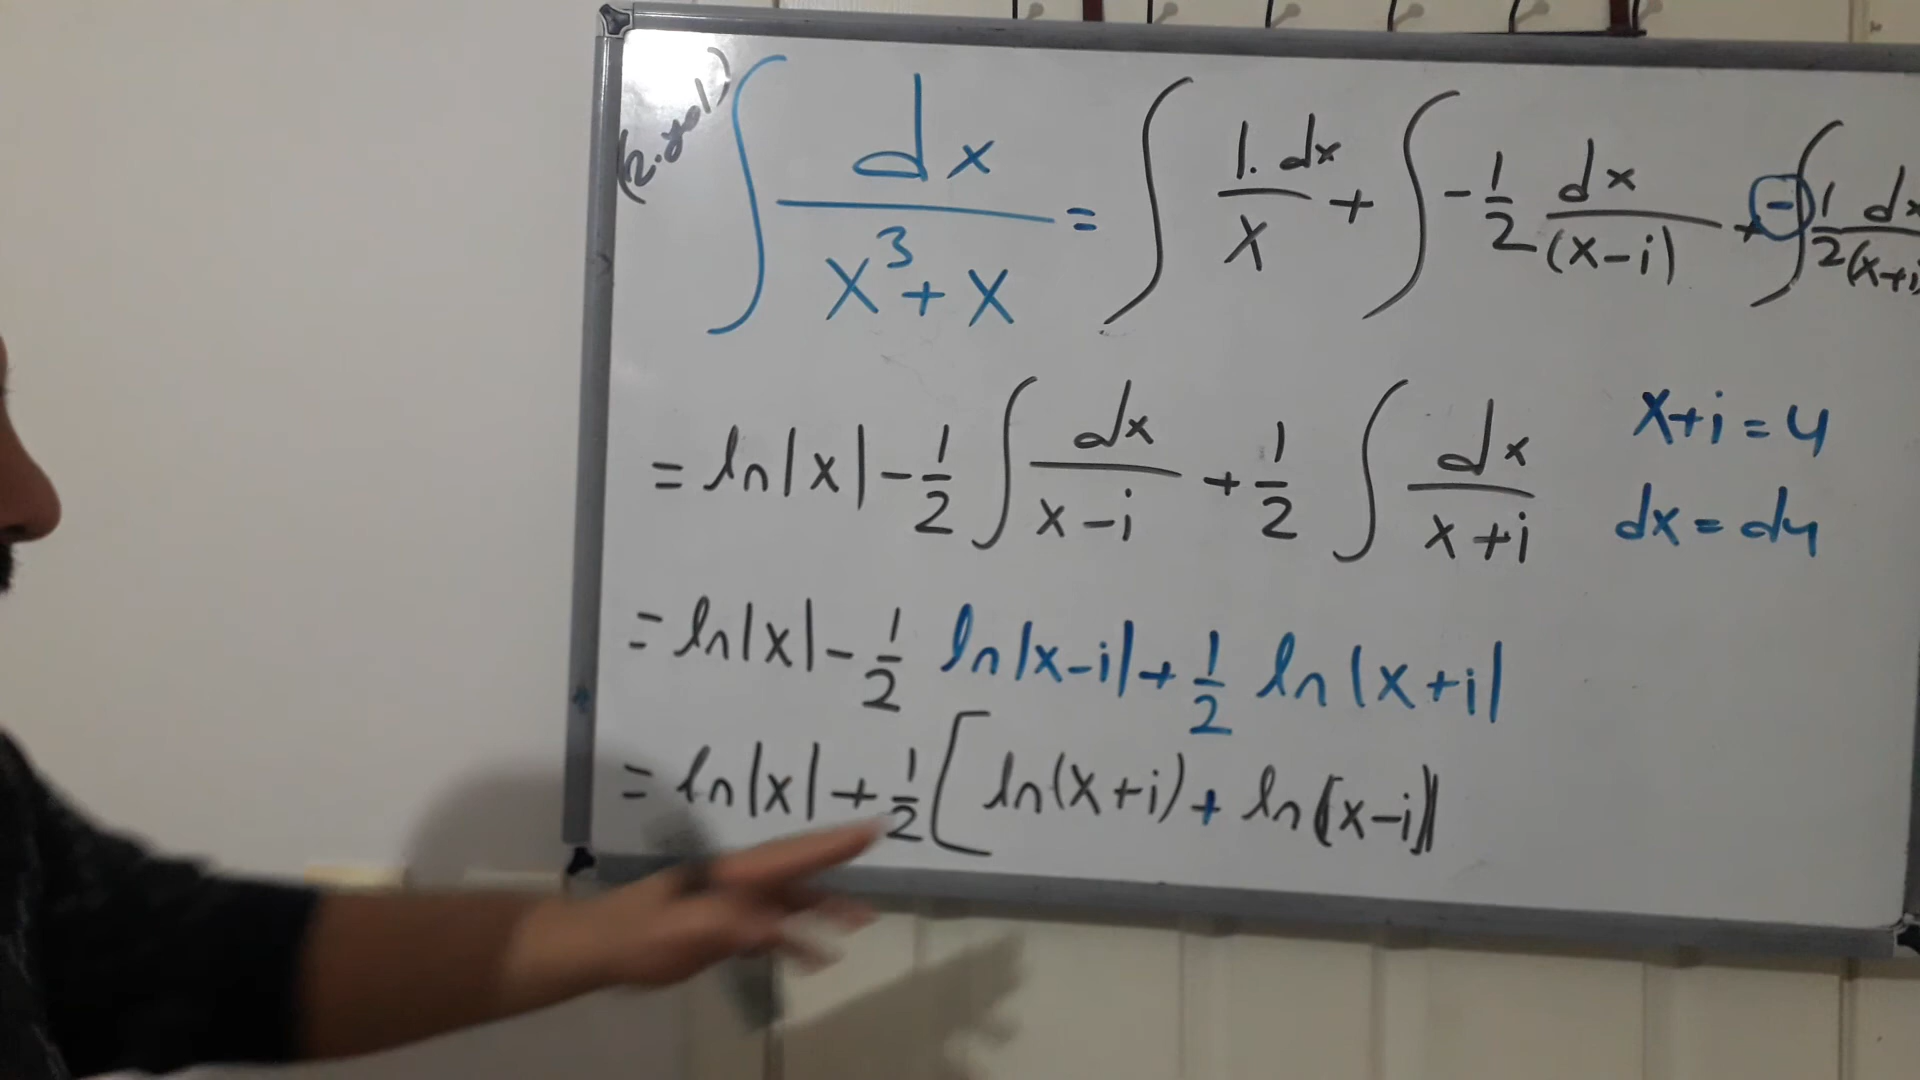 (2.yol)
∫ dx / (x³ + x) = ∫ 1.dx / x + ∫ - 1/2 dx / (x-i) + - ∫ 1 dx / 2(x+i
= ln|x| - 1/2 ∫ dx / (x-i) + 1/2 ∫ dx / (x+i)
x+i = u
dx = du
= ln|x| - 1/2 ln|x-i| + 1/2 ln|x+i|
= ln|x| + 1/2 [ ln(x+i) + ln(x-i)